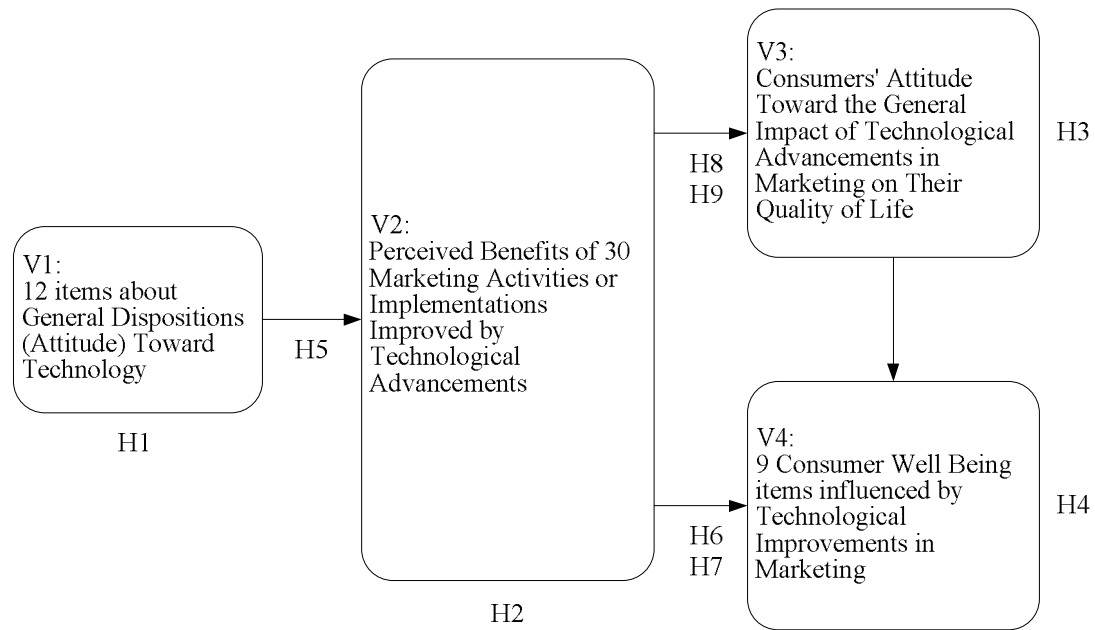 V1:
12 items about
General Dispositions
(Attitude) Toward
Technology
H1
H5
V2:
Perceived Benefits of 30
Marketing Activities or
Implementations
Improved by
Technological
Advancements
H2
H8
H9
V3:
Consumers' Attitude
Toward the General
Impact of Technological
Advancements in
Marketing on Their
Quality of Life
H3
H6
H7
V4:
9 Consumer Well Being
items influenced by
Technological
Improvements in
Marketing
H4